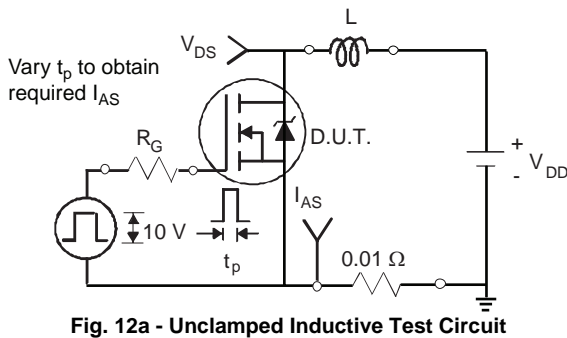 L
V_DS
Vary t_p to obtain
required I_AS
R_G
D.U.T.
+
V_DD
-
I_AS
10 V
t_p
0.01 Ω
Fig. 12a - Unclamped Inductive Test Circuit